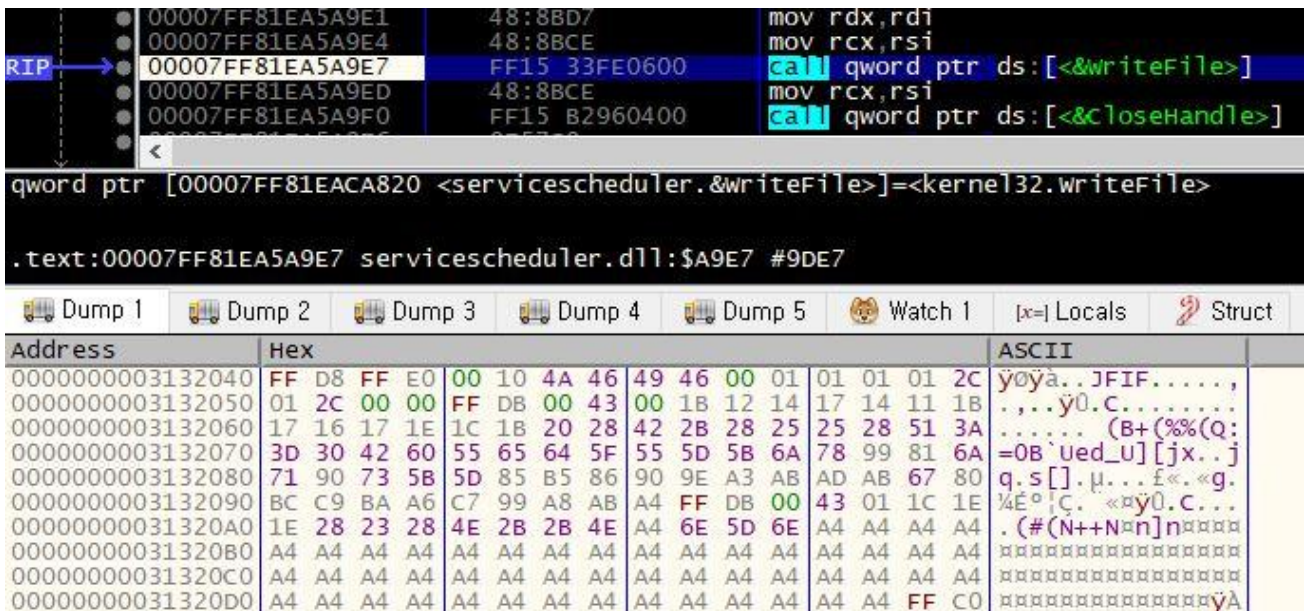 00007FF81EA5A9E1 48:8BD7 mov rdx,rdi
00007FF81EA5A9E4 48:8BCE mov rcx,rsi
RIP 00007FF81EA5A9E7 FF15 33FE0600 call qword ptr ds:[<&WriteFile>]
00007FF81EA5A9ED 48:8BCE mov rcx,rsi
00007FF81EA5A9F0 FF15 B2960400 call qword ptr ds:[<&CloseHandle>]
qword ptr [00007FF81EACA820 <servicescheduler.&WriteFile>]=<kernel32.WriteFile>
.text:00007FF81EA5A9E7 servicescheduler.dll:$A9E7 #9DE7
Dump 1 Dump 2 Dump 3 Dump 4 Dump 5 Watch 1 [x=] Locals Struct
Address Hex ASCII
0000000003132040 FF D8 FF E0 00 10 4A 46 49 46 00 01 01 01 01 2C ÿØÿà..JFIF.....,
0000000003132050 01 2C 00 00 FF DB 00 43 00 1B 12 14 17 14 11 1B .,..ÿÛ.C........
0000000003132060 17 16 17 1E 1C 1B 20 28 42 2B 28 25 25 28 51 3A ...... (B+(%%(Q:
0000000003132070 3D 30 42 60 55 65 64 5F 55 5D 5B 6A 78 99 81 6A =0B`Ued_U][jx..j
0000000003132080 71 90 73 5B 5D 85 B5 86 90 9E A3 AB AD AB 67 80 q.s[].µ...£«.«g.
0000000003132090 BC C9 BA A6 C7 99 A8 AB A4 FF DB 00 43 01 1C 1E ¼Éº¦Ç.¨«¤ÿÛ.C...
00000000031320A0 1E 28 23 28 4E 2B 2B 4E A4 6E 5D 6E A4 A4 A4 A4 .(#(N++N¤n]n¤¤¤¤
00000000031320B0 A4 A4 A4 A4 A4 A4 A4 A4 A4 A4 A4 A4 A4 A4 A4 A4 ¤¤¤¤¤¤¤¤¤¤¤¤¤¤¤¤
00000000031320C0 A4 A4 A4 A4 A4 A4 A4 A4 A4 A4 A4 A4 A4 A4 A4 A4 ¤¤¤¤¤¤¤¤¤¤¤¤¤¤¤¤
00000000031320D0 A4 A4 A4 A4 A4 A4 A4 A4 A4 A4 A4 A4 A4 A4 FF C0 ¤¤¤¤¤¤¤¤¤¤¤¤¤¤ÿÀ